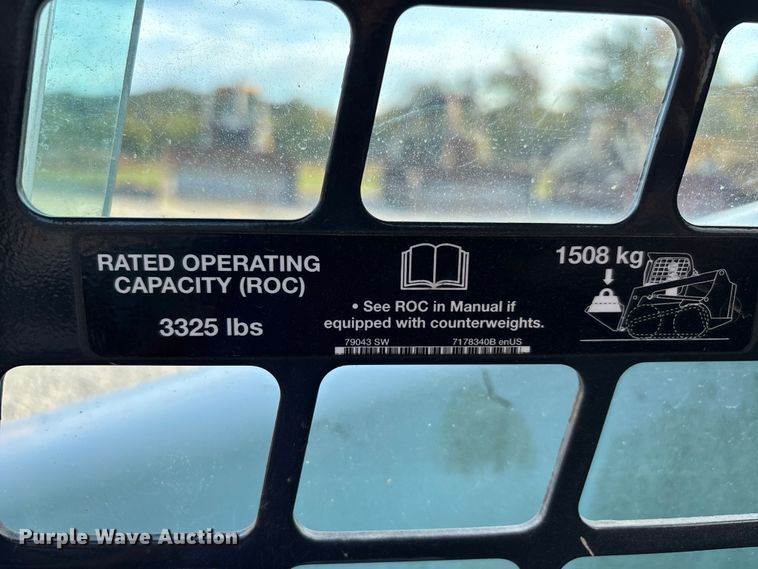 RATED OPERATING
CAPACITY (ROC)
3325 lbs
• See ROC in Manual if
equipped with counterweights.
79043 SW 7178340B enUS
1508 kg
Purple Wave Auction